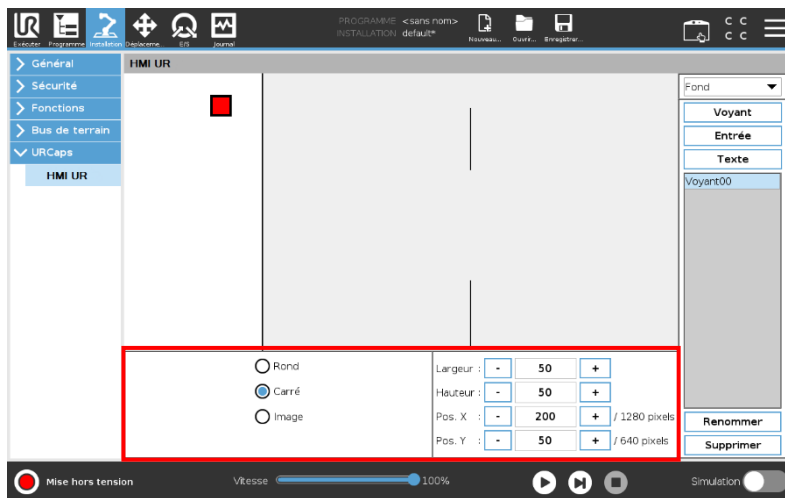 PROGRAMME <sans nom>
INSTALLATION default*
UR
Exécuter Programme Installation Déplaceme... E/S Journal
Nouveau... Ouvrir... Enregistrer...
C C
C C
Général
Sécurité
Fonctions
Bus de terrain
URCaps
HMI UR
HMI UR
Fond
Voyant
Entrée
Texte
Voyant00
Rond
Carré
Image
Largeur : - 50 +
Hauteur : - 50 +
Pos. X : - 200 + / 1280 pixels
Pos. Y : - 50 + / 640 pixels
Renommer
Supprimer
Mise hors tension
Vitesse 100%
Simulation